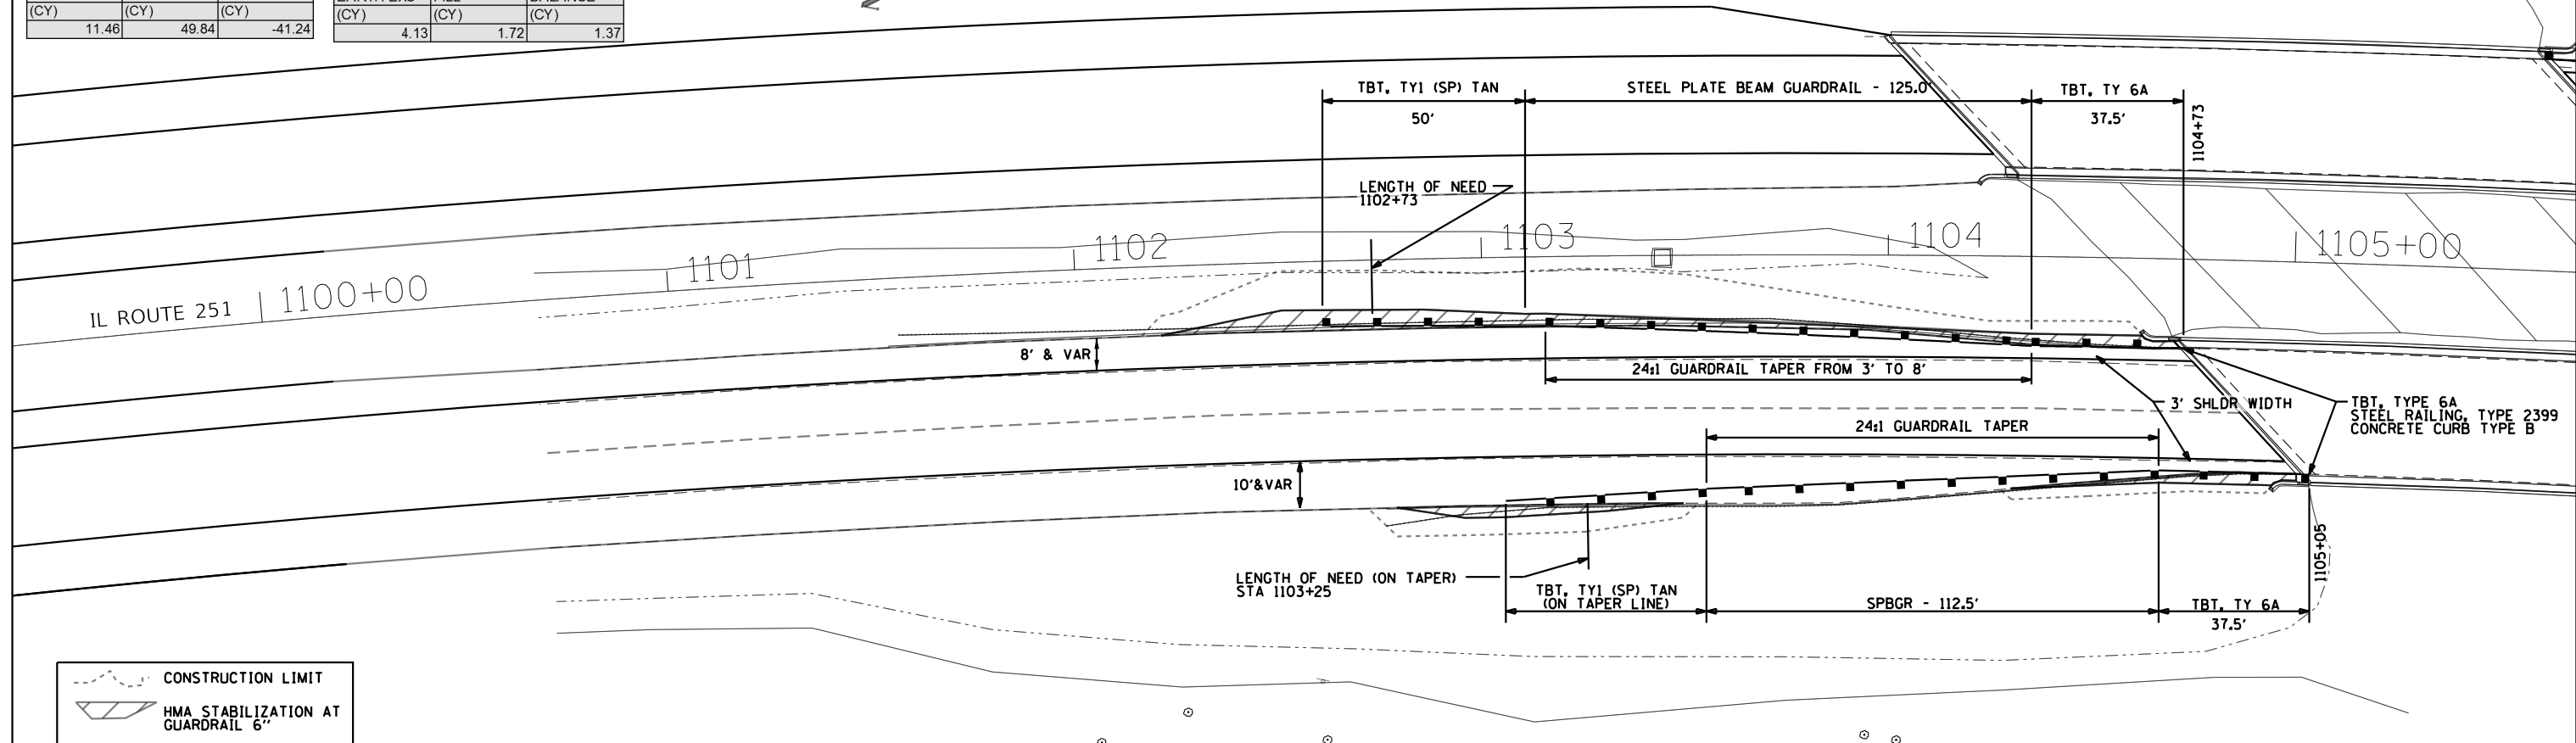 (CY) (CY) (CY)
11.46 49.84 -41.24
(CY) (CY) (CY)
4.13 1.72 1.37
TBT, TY1 (SP) TAN
50'
STEEL PLATE BEAM GUARDRAIL - 125.0'
TBT, TY 6A
37.5'
1104+73
LENGTH OF NEED
1102+73
IL ROUTE 251
1100+00
1101
1102
1103
1104
1105+00
8' & VAR
24:1 GUARDRAIL TAPER FROM 3' TO 8'
3' SHLDR WIDTH
TBT, TYPE 6A
STEEL RAILING, TYPE 2399
CONCRETE CURB TYPE B
24:1 GUARDRAIL TAPER
10'&VAR
1105+05
LENGTH OF NEED (ON TAPER)
STA 1103+25
TBT, TY1 (SP) TAN
(ON TAPER LINE)
SPBGR - 112.5'
TBT, TY 6A
37.5'
CONSTRUCTION LIMIT
HMA STABILIZATION AT
GUARDRAIL 6''